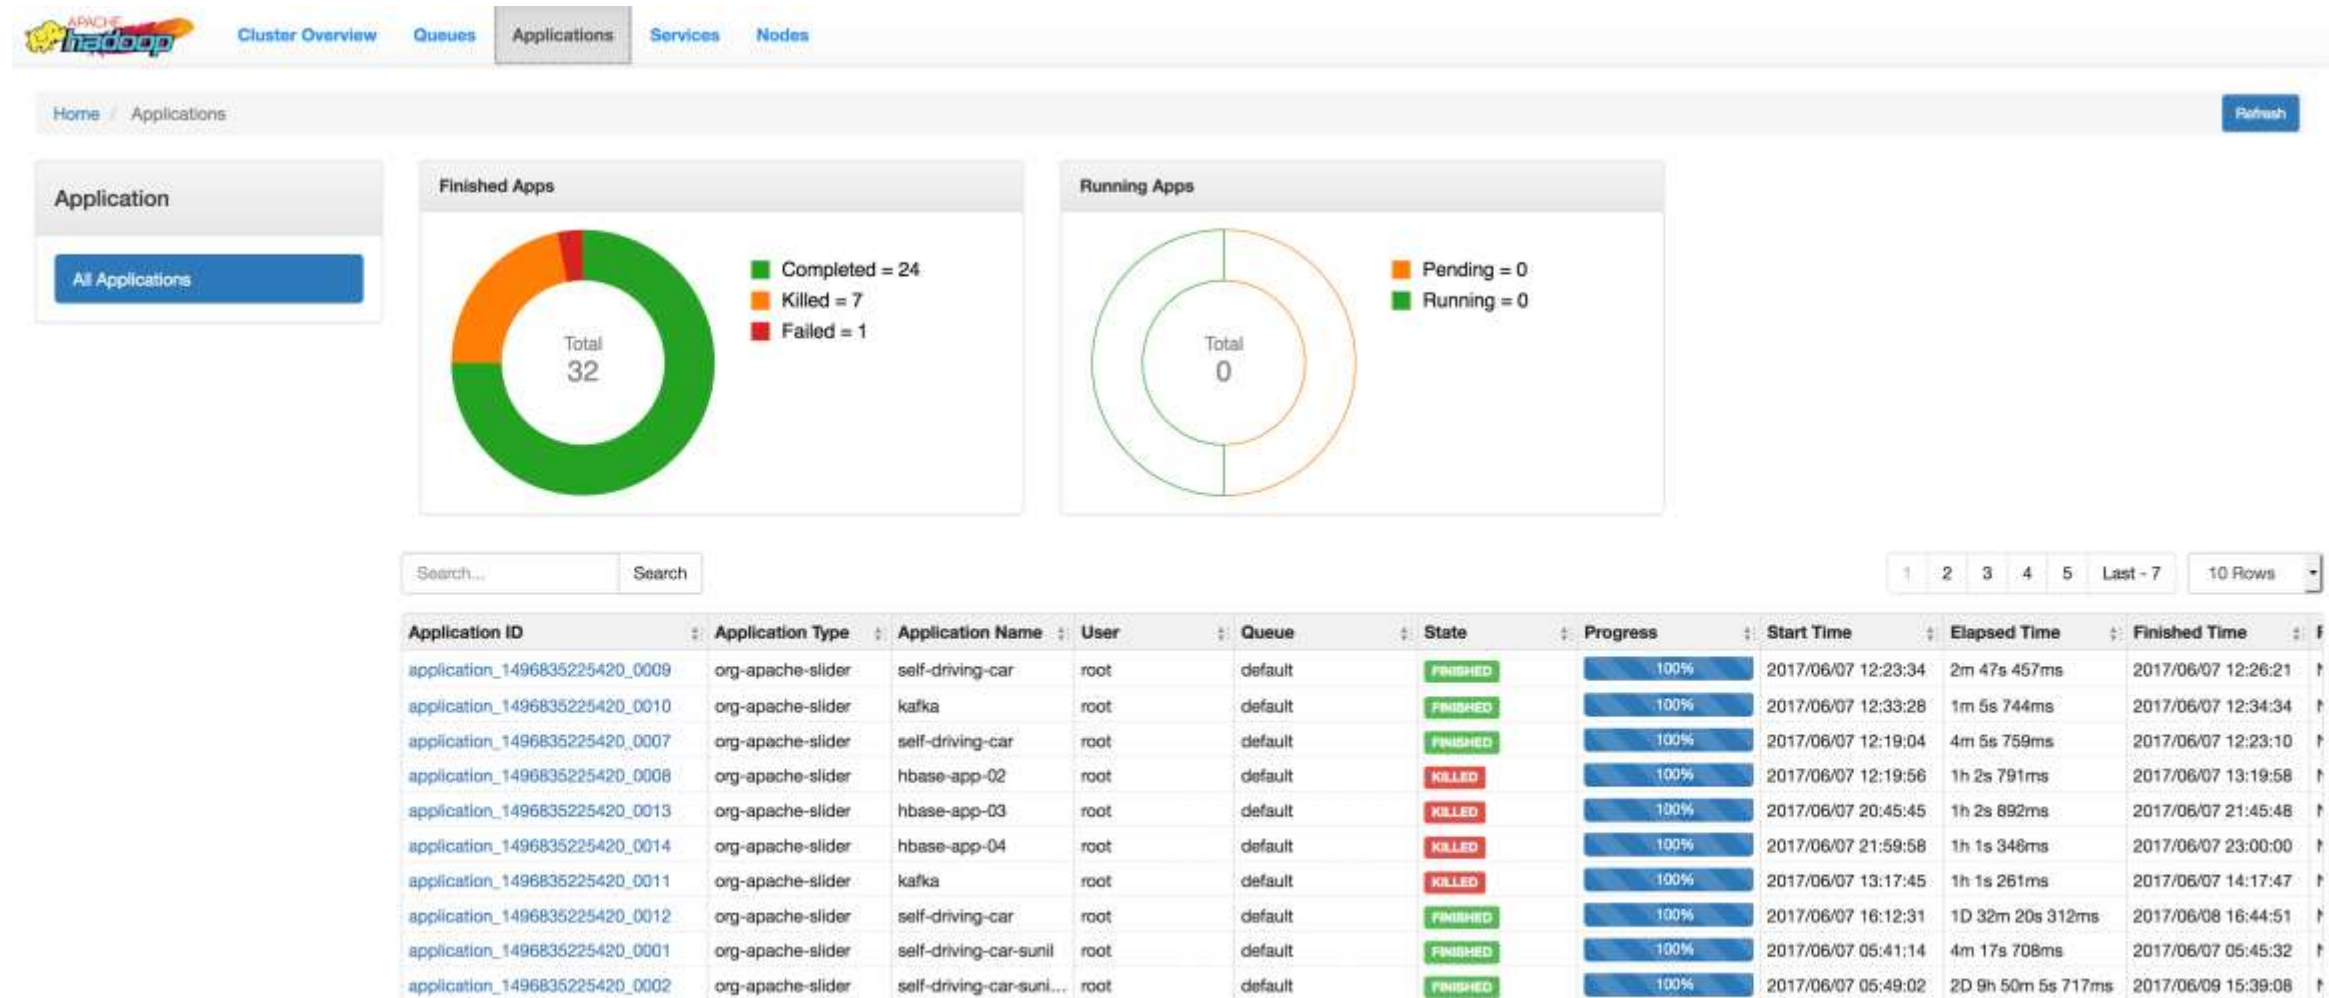 APACHE
hadoop
Cluster Overview Queues Applications Services Nodes
Home / Applications Refresh
Application
All Applications
Finished Apps
Completed = 24
Killed = 7
Failed = 1
Total
32
Running Apps
Pending = 0
Running = 0
Total
0
Search... Search 1 2 3 4 5 Last - 7 10 Rows
Application ID Application Type Application Name User Queue State Progress Start Time Elapsed Time Finished Time
application_1496835225420_0009 org-apache-slider self-driving-car root default FINISHED 100% 2017/06/07 12:23:34 2m 47s 457ms 2017/06/07 12:26:21
application_1496835225420_0010 org-apache-slider kafka root default FINISHED 100% 2017/06/07 12:33:28 1m 5s 744ms 2017/06/07 12:34:34
application_1496835225420_0007 org-apache-slider self-driving-car root default FINISHED 100% 2017/06/07 12:19:04 4m 5s 759ms 2017/06/07 12:23:10
application_1496835225420_0008 org-apache-slider hbase-app-02 root default KILLED 100% 2017/06/07 12:19:56 1h 2s 791ms 2017/06/07 13:19:58
application_1496835225420_0013 org-apache-slider hbase-app-03 root default KILLED 100% 2017/06/07 20:45:45 1h 2s 892ms 2017/06/07 21:45:48
application_1496835225420_0014 org-apache-slider hbase-app-04 root default KILLED 100% 2017/06/07 21:59:58 1h 1s 346ms 2017/06/07 23:00:00
application_1496835225420_0011 org-apache-slider kafka root default KILLED 100% 2017/06/07 13:17:45 1h 1s 261ms 2017/06/07 14:17:47
application_1496835225420_0012 org-apache-slider self-driving-car root default FINISHED 100% 2017/06/07 16:12:31 1D 32m 20s 312ms 2017/06/08 16:44:51
application_1496835225420_0001 org-apache-slider self-driving-car-sunil root default FINISHED 100% 2017/06/07 05:41:14 4m 17s 708ms 2017/06/07 05:45:32
application_1496835225420_0002 org-apache-slider self-driving-car-suni... root default FINISHED 100% 2017/06/07 05:49:02 2D 9h 50m 5s 717ms 2017/06/09 15:39:08